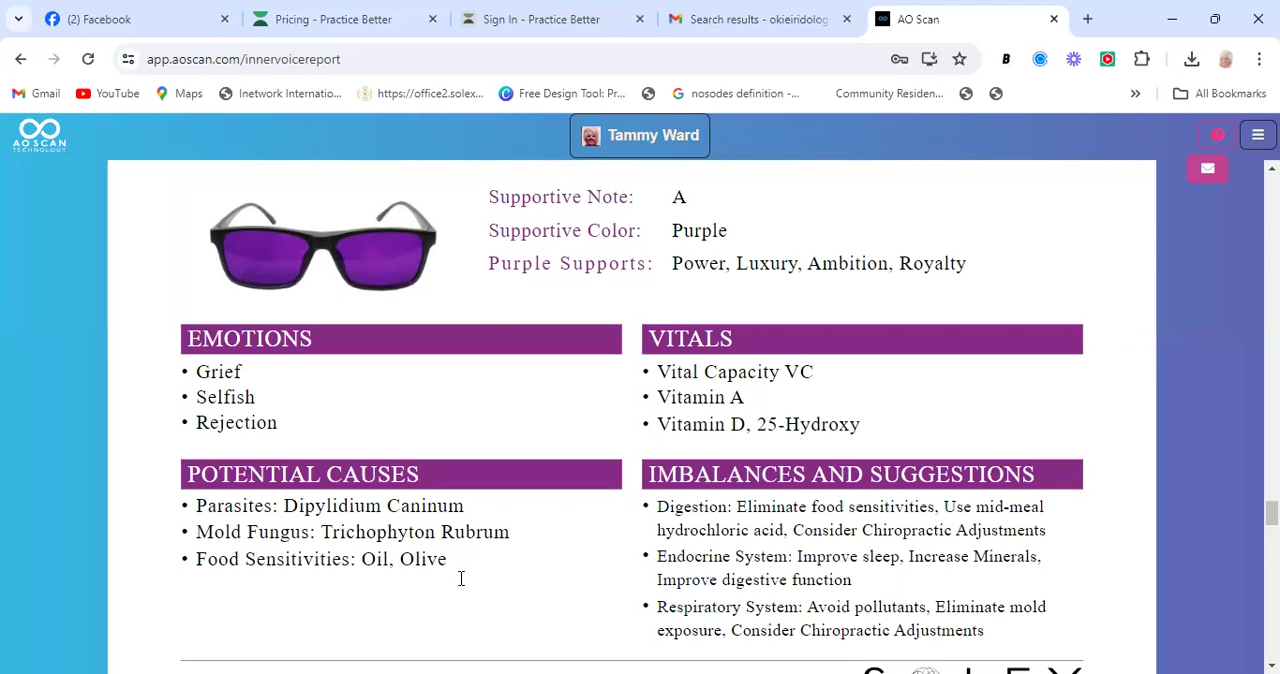 (2) Facebook
Pricing - Practice Better
Sign In - Practice Better
Search results - okieiridolog
AO Scan
app.aoscan.com/innervoicereport
B
Gmail
YouTube
Maps
Inetwork Internatio...
https://office2.solex...
Free Design Tool: Pr...
nosodes definition -...
Community Residen...
All Bookmarks
AO SCAN
TECHNOLOGY
Tammy Ward
Supportive Note: A
Supportive Color: Purple
Purple Supports: Power, Luxury, Ambition, Royalty
EMOTIONS
• Grief
• Selfish
• Rejection
VITALS
• Vital Capacity VC
• Vitamin A
• Vitamin D, 25-Hydroxy
POTENTIAL CAUSES
• Parasites: Dipylidium Caninum
• Mold Fungus: Trichophyton Rubrum
• Food Sensitivities: Oil, Olive
IMBALANCES AND SUGGESTIONS
• Digestion: Eliminate food sensitivities, Use mid-meal
hydrochloric acid, Consider Chiropractic Adjustments
• Endocrine System: Improve sleep, Increase Minerals,
Improve digestive function
• Respiratory System: Avoid pollutants, Eliminate mold
exposure, Consider Chiropractic Adjustments